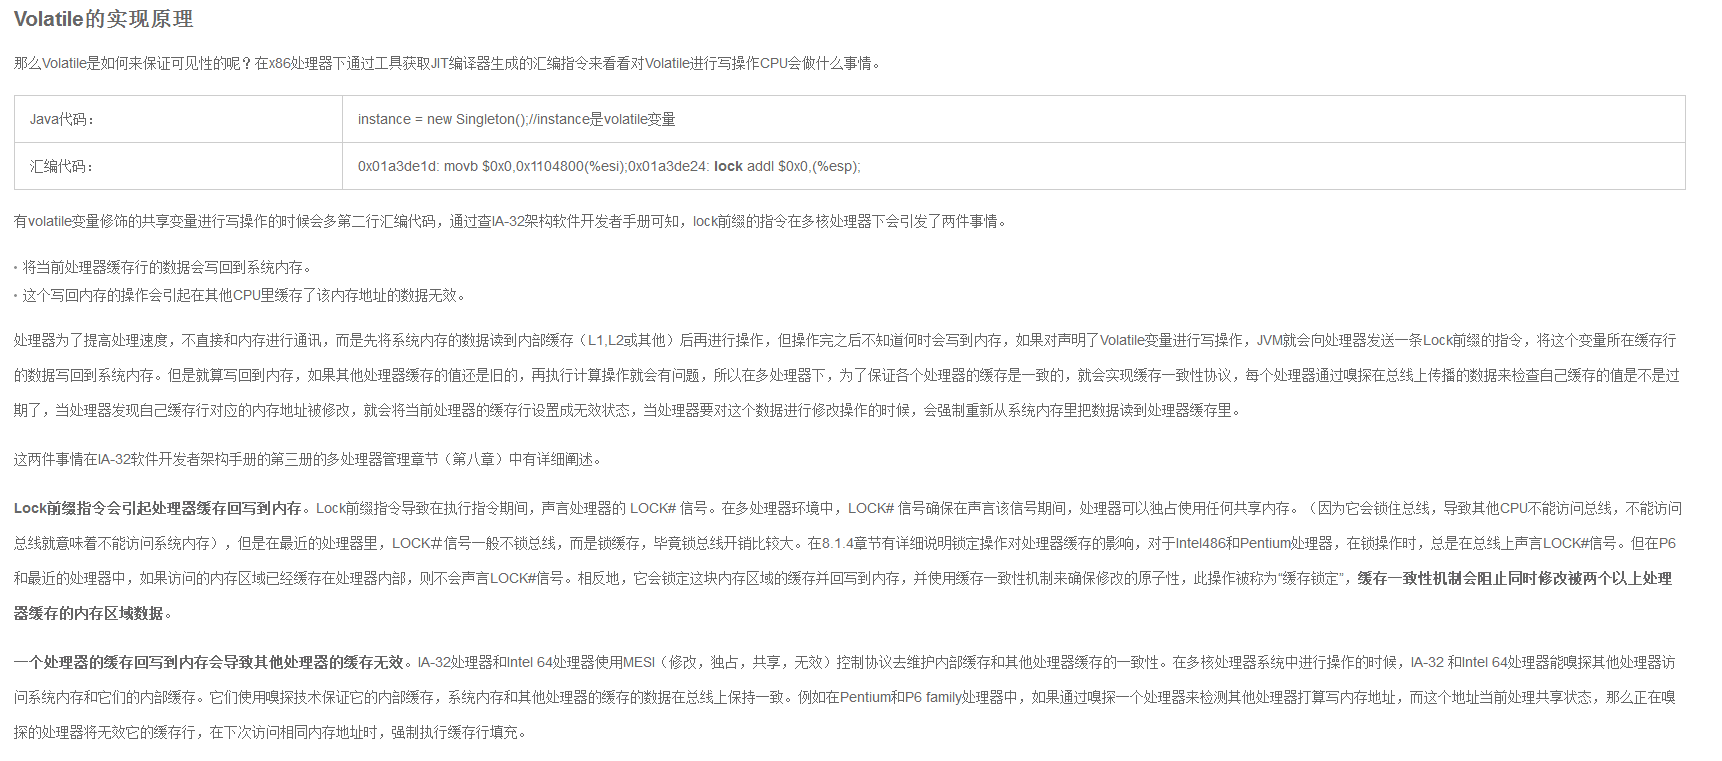 Volatile的实现原理
那么Volatile是如何来保证可见性的呢？在x86处理器下通过工具获取JIT编译器生成的汇编指令来看看对Volatile进行写操作CPU会做什么事情。
Java代码：
instance = new Singleton();//instance是volatile变量
汇编代码：
0x01a3de1d: movb $0x0,0x1104800(%esi);0x01a3de24: lock addl $0x0,(%esp);
有volatile变量修饰的共享变量进行写操作的时候会多第二行汇编代码，通过查IA-32架构软件开发者手册可知，lock前缀的指令在多核处理器下会引发了两件事情。
• 将当前处理器缓存行的数据会写回到系统内存。
• 这个写回内存的操作会引起在其他CPU里缓存了该内存地址的数据无效。
处理器为了提高处理速度，不直接和内存进行通讯，而是先将系统内存的数据读到内部缓存（L1,L2或其他）后再进行操作，但操作完之后不知道何时会写到内存，如果对声明了Volatile变量进行写操作，JVM就会向处理器发送一条Lock前缀的指令，将这个变量所在缓存行
的数据写回到系统内存。但是就算写回到内存，如果其他处理器缓存的值还是旧的，再执行计算操作就会有问题，所以在多处理器下，为了保证各个处理器的缓存是一致的，就会实现缓存一致性协议，每个处理器通过嗅探在总线上传播的数据来检查自己缓存的值是不是过
期了，当处理器发现自己缓存行对应的内存地址被修改，就会将当前处理器的缓存行设置成无效状态，当处理器要对这个数据进行修改操作的时候，会强制重新从系统内存里把数据读到处理器缓存里。
这两件事情在IA-32软件开发者架构手册的第三册的多处理器管理章节（第八章）中有详细阐述。
Lock前缀指令会引起处理器缓存回写到内存。Lock前缀指令导致在执行指令期间，声言处理器的 LOCK# 信号。在多处理器环境中，LOCK# 信号确保在声言该信号期间，处理器可以独占使用任何共享内存。（因为它会锁住总线，导致其他CPU不能访问总线，不能访问
总线就意味着不能访问系统内存），但是在最近的处理器里，LOCK＃信号一般不锁总线，而是锁缓存，毕竟锁总线开销比较大。在8.1.4章节有详细说明锁定操作对处理器缓存的影响，对于Intel486和Pentium处理器，在锁操作时，总是在总线上声言LOCK#信号。但在P6
和最近的处理器中，如果访问的内存区域已经缓存在处理器内部，则不会声言LOCK#信号。相反地，它会锁定这块内存区域的缓存并回写到内存，并使用缓存一致性机制来确保修改的原子性，此操作被称为“缓存锁定”，缓存一致性机制会阻止同时修改被两个以上处理
器缓存的内存区域数据。
一个处理器的缓存回写到内存会导致其他处理器的缓存无效。IA-32处理器和Intel 64处理器使用MESI（修改，独占，共享，无效）控制协议去维护内部缓存和其他处理器缓存的一致性。在多核处理器系统中进行操作的时候，IA-32 和Intel 64处理器能嗅探其他处理器访
问系统内存和它们的内部缓存。它们使用嗅探技术保证它的内部缓存，系统内存和其他处理器的缓存的数据在总线上保持一致。例如在Pentium和P6 family处理器中，如果通过嗅探一个处理器来检测其他处理器打算写内存地址，而这个地址当前处理共享状态，那么正在嗅
探的处理器将无效它的缓存行，在下次访问相同内存地址时，强制执行缓存行填充。